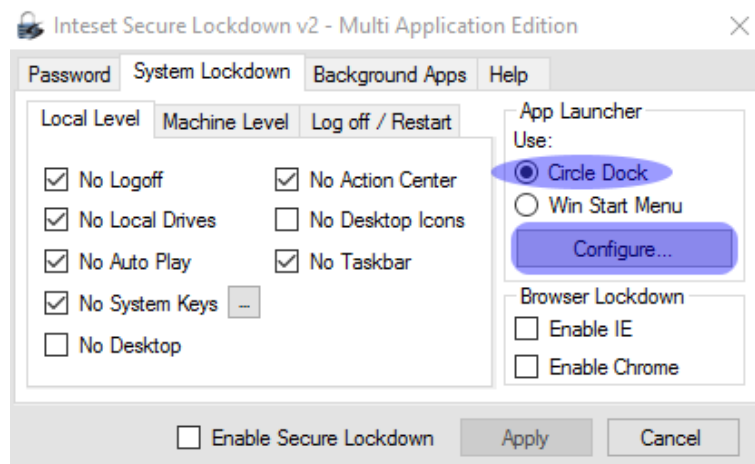 Inteset Secure Lockdown v2 - Multi Application Edition
Password System Lockdown Background Apps Help
Local Level Machine Level Log off / Restart
No Logoff No Action Center
No Local Drives No Desktop Icons
No Auto Play No Taskbar
No System Keys ...
No Desktop
App Launcher
Use:
Circle Dock
Win Start Menu
Configure...
Browser Lockdown
Enable IE
Enable Chrome
Enable Secure Lockdown Apply Cancel